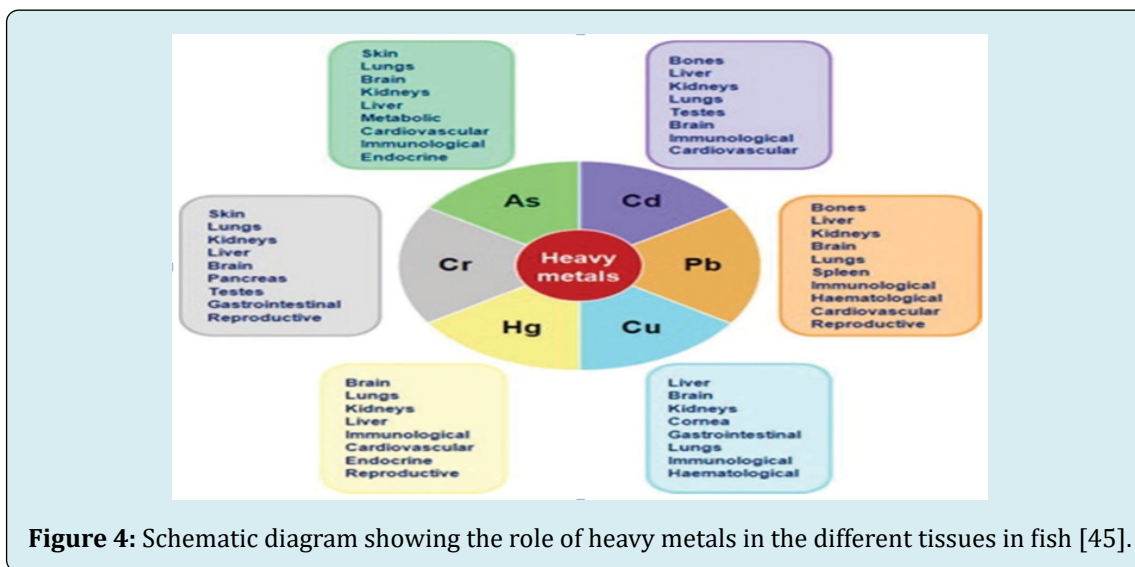 Skin
Lungs
Brain
Kidneys
Liver
Metabolic
Cardiovascular
Immunological
Endocrine
Bones
Liver
Kidneys
Lungs
Testes
Brain
Immunological
Cardiovascular
As
Cd
Skin
Lungs
Kidneys
Liver
Brain
Pancreas
Testes
Gastrointestinal
Reproductive
Cr
Heavy
metals
Pb
Bones
Liver
Kidneys
Brain
Lungs
Spleen
Immunological
Haematological
Cardiovascular
Reproductive
Hg
Cu
Brain
Lungs
Kidneys
Liver
Immunological
Cardiovascular
Endocrine
Reproductive
Liver
Brain
Kidneys
Cornea
Gastrointestinal
Lungs
Immunological
Haematological
Figure 4: Schematic diagram showing the role of heavy metals in the different tissues in fish [45].